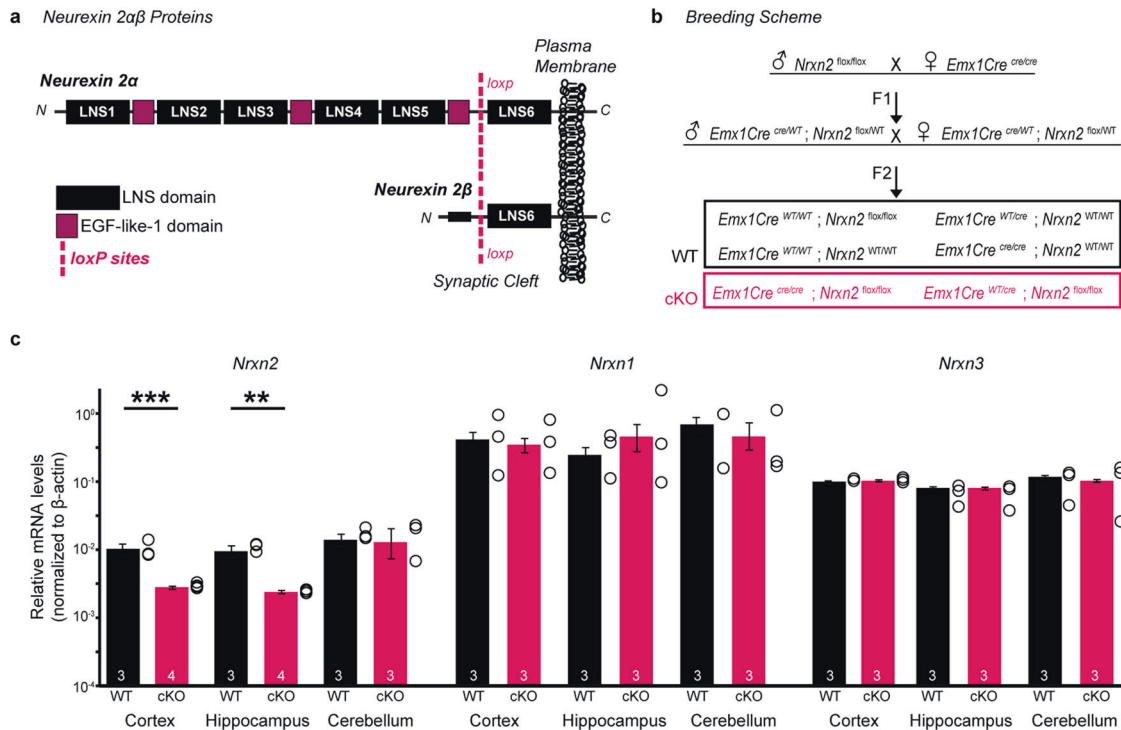 a Neurexin 2αβ Proteins
Plasma
Membrane
Neurexin 2α
loxp
N LNS1 LNS2 LNS3 LNS4 LNS5 LNS6 C
LNS domain
EGF-like-1 domain
loxP sites
Neurexin 2β
N LNS6 C
loxp
Synaptic Cleft
b Breeding Scheme
♂ Nrxn2 flox/flox X ♀ Emx1Cre cre/cre
F1
♂ Emx1Cre cre/WT ; Nrxn2 flox/WT X ♀ Emx1Cre cre/WT ; Nrxn2 flox/WT
F2
Emx1Cre WT/WT ; Nrxn2 flox/flox Emx1Cre WT/cre ; Nrxn2 WT/WT
WT Emx1Cre WT/WT ; Nrxn2 WT/WT Emx1Cre cre/cre ; Nrxn2 WT/WT
cKO Emx1Cre cre/cre ; Nrxn2 flox/flox Emx1Cre WT/cre ; Nrxn2 flox/flox
c
Nrxn2 Nrxn1 Nrxn3
*** **
Relative mRNA levels
(normalized to β-actin)
10⁰
10⁻¹
10⁻²
10⁻³
10⁻⁴
3 4 3 4 3 3 3 3 3 3 3 3 3 3 3 3 3 3
WT cKO WT cKO WT cKO WT cKO WT cKO WT cKO WT cKO WT cKO WT cKO
Cortex Hippocampus Cerebellum Cortex Hippocampus Cerebellum Cortex Hippocampus Cerebellum